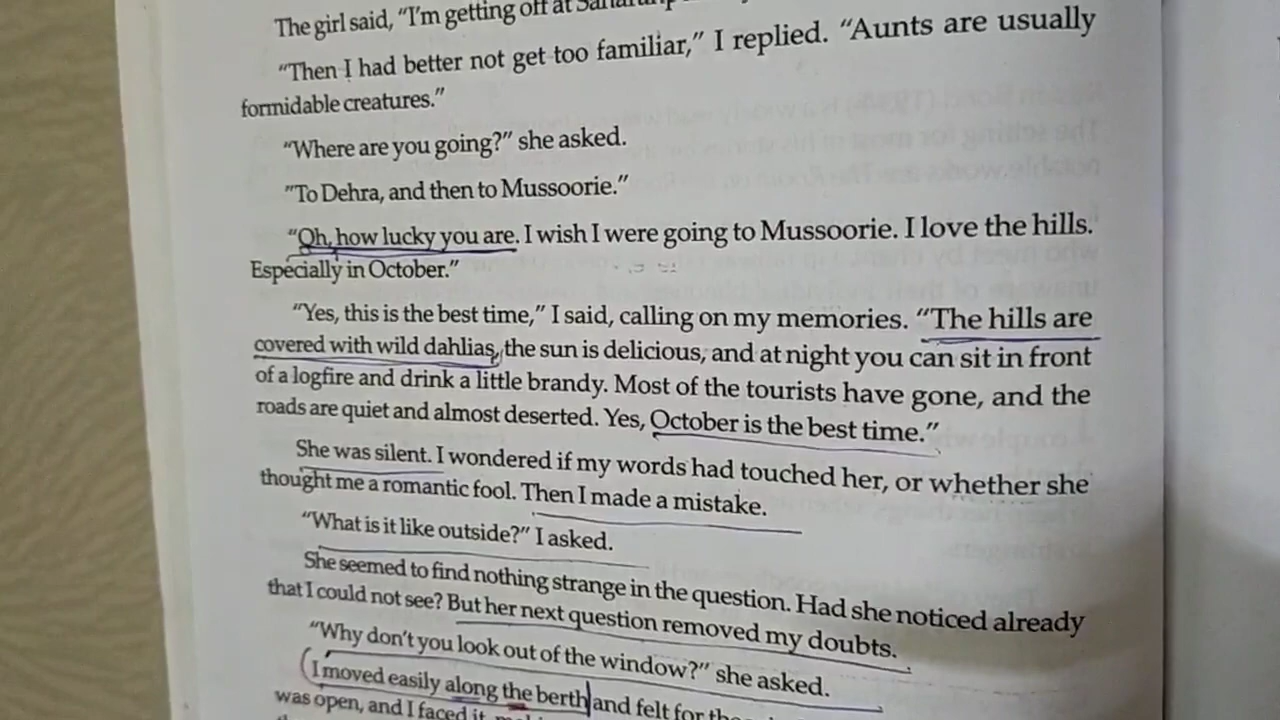 The girl said, “I’m getting off at
“Then I had better not get too familiar,” I replied. “Aunts are usually
formidable creatures.”
“Where are you going?” she asked.
“To Dehra, and then to Mussoorie.”
“Oh, how lucky you are. I wish I were going to Mussoorie. I love the hills.
Especially in October.”
“Yes, this is the best time,” I said, calling on my memories. “The hills are
covered with wild dahlias, the sun is delicious, and at night you can sit in front
of a logfire and drink a little brandy. Most of the tourists have gone, and the
roads are quiet and almost deserted. Yes, October is the best time.”
She was silent. I wondered if my words had touched her, or whether she
thought me a romantic fool. Then I made a mistake.
“What is it like outside?” I asked.
She seemed to find nothing strange in the question. Had she noticed already
that I could not see? But her next question removed my doubts.
“Why don’t you look out of the window?” she asked.
I moved easily along the berth and felt for
was open, and I faced it,